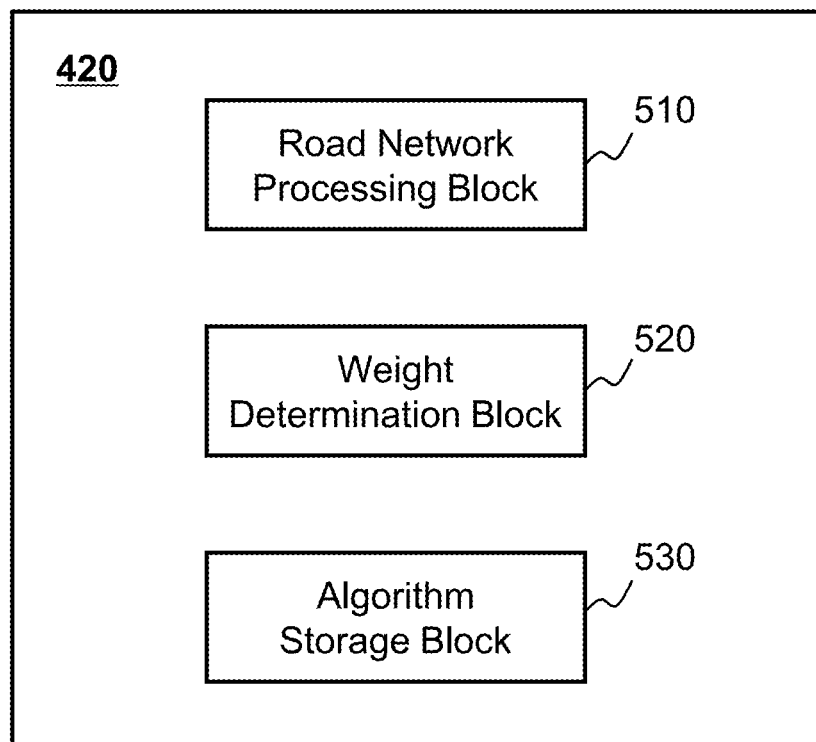 420
510
Road Network
Processing Block
520
Weight
Determination Block
530
Algorithm
Storage Block